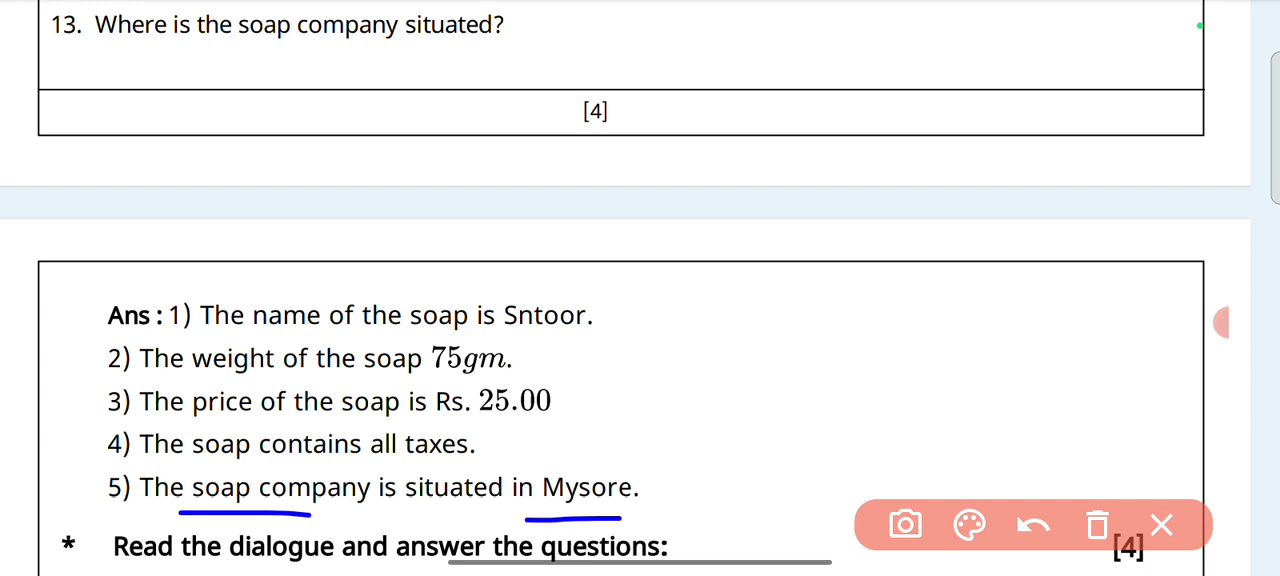 13. Where is the soap company situated?
[4]
Ans : 1) The name of the soap is Sntoor.
2) The weight of the soap 75gm.
3) The price of the soap is Rs. 25.00
4) The soap contains all taxes.
5) The soap company is situated in Mysore.
* Read the dialogue and answer the questions: [4]